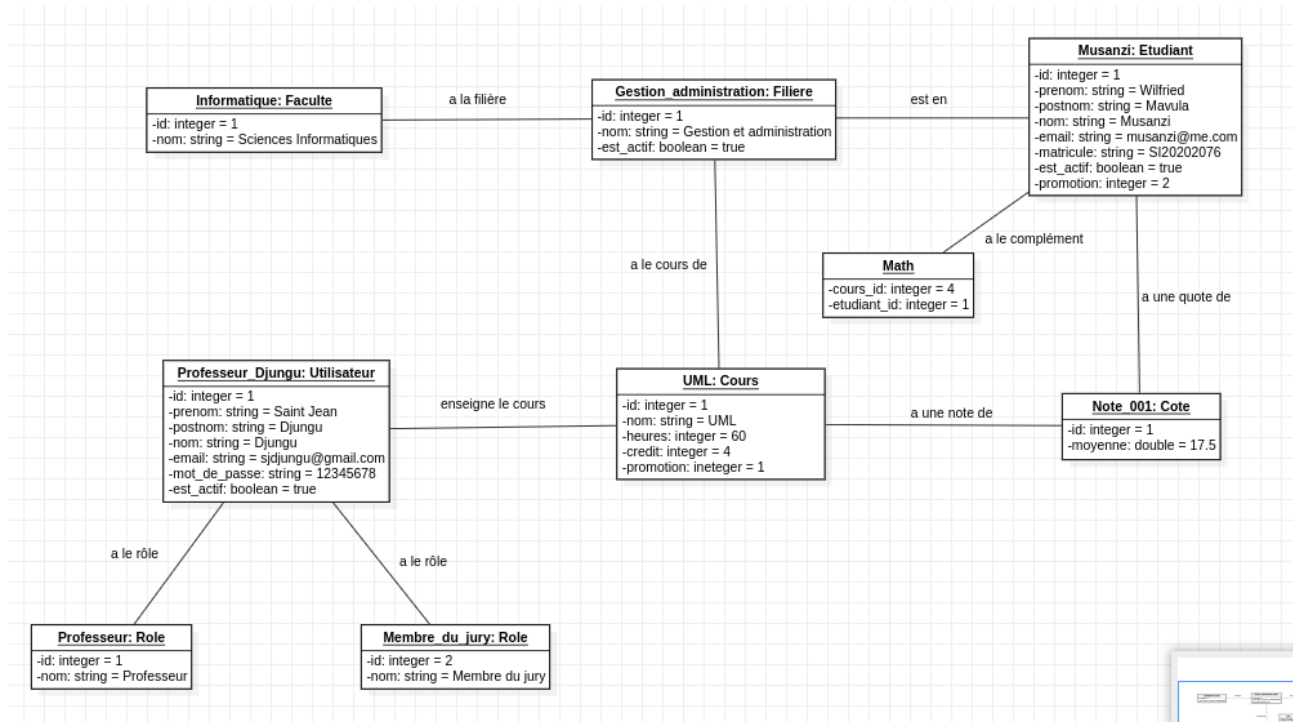 Musanzi: Etudiant
-id: integer = 1
-prenom: string = Wilfried
-postnom: string = Mavula
-nom: string = Musanzi
-email: string = musanzi@me.com
-matricule: string = SI20202076
-est_actif: boolean = true
-promotion: integer = 2
Informatique: Faculte
-id: integer = 1
-nom: string = Sciences Informatiques
a la filière
Gestion_administration: Filiere
-id: integer = 1
-nom: string = Gestion et administration
-est_actif: boolean = true
est en
a le cours de
a le complément
Math
-cours_id: integer = 4
-etudiant_id: integer = 1
a une quote de
Professeur_Djungu: Utilisateur
-id: integer = 1
-prenom: string = Saint Jean
-postnom: string = Djungu
-nom: string = Djungu
-email: string = sjdjungu@gmail.com
-mot_de_passe: string = 12345678
-est_actif: boolean = true
enseigne le cours
UML: Cours
-id: integer = 1
-nom: string = UML
-heures: integer = 60
-credit: integer = 4
-promotion: ineteger = 1
a une note de
Note_001: Cote
-id: integer = 1
-moyenne: double = 17.5
a le rôle
a le rôle
Professeur: Role
-id: integer = 1
-nom: string = Professeur
Membre_du_jury: Role
-id: integer = 2
-nom: string = Membre du jury